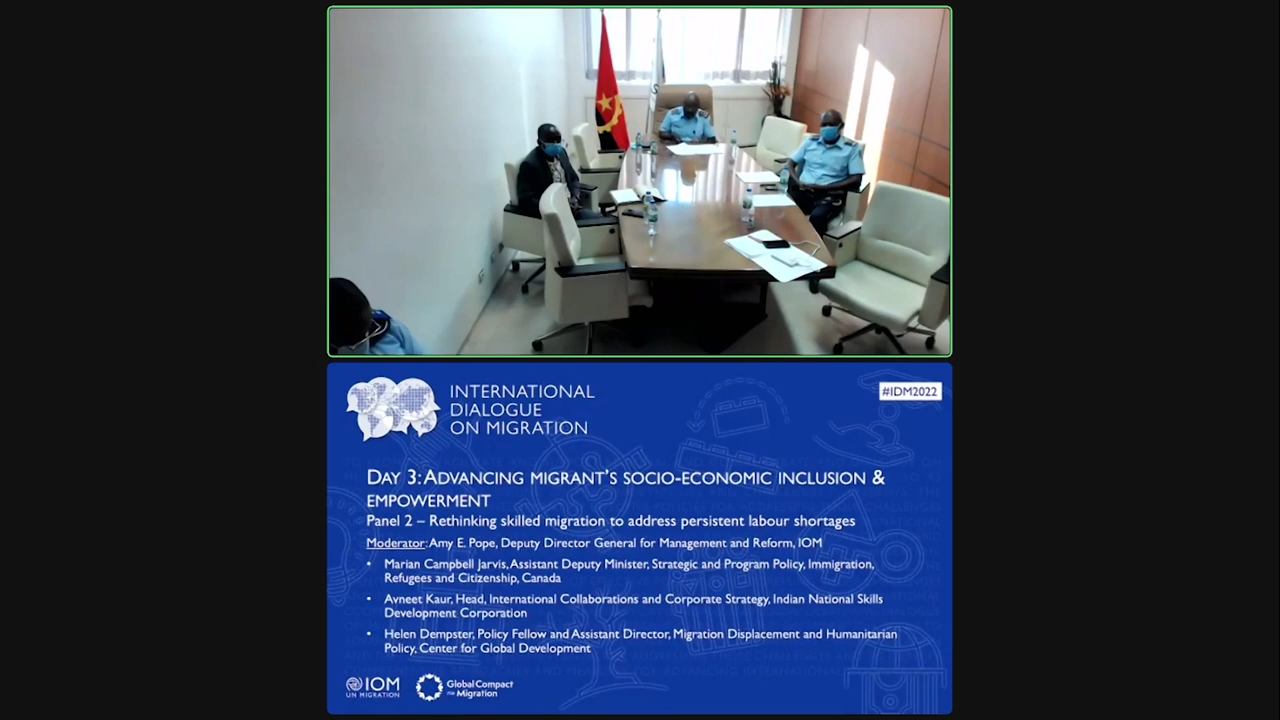 INTERNATIONAL
DIALOGUE
ON MIGRATION
#IDM2022
DAY 3: ADVANCING MIGRANT'S SOCIO-ECONOMIC INCLUSION &
EMPOWERMENT
Panel 2 – Rethinking skilled migration to address persistent labour shortages
Moderator: Amy E. Pope, Deputy Director General for Management and Reform, IOM
• Marian Campbell Jarvis, Assistant Deputy Minister, Strategic and Program Policy, Immigration,
Refugees and Citizenship, Canada
• Avneet Kaur, Head, International Collaborations and Corporate Strategy, Indian National Skills
Development Corporation
• Helen Dempster, Policy Fellow and Assistant Director, Migration Displacement and Humanitarian
Policy, Center for Global Development
IOM
UN MIGRATION
Global Compact
FOR Migration